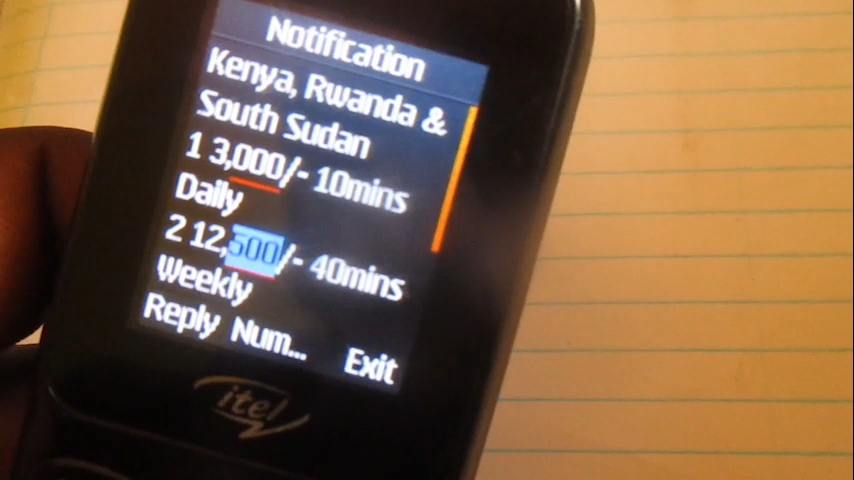 Notification
Kenya, Rwanda &
South Sudan
1 3,000/- 10mins
Daily
2 12,500/- 40mins
Weekly
Reply Num... Exit
itel